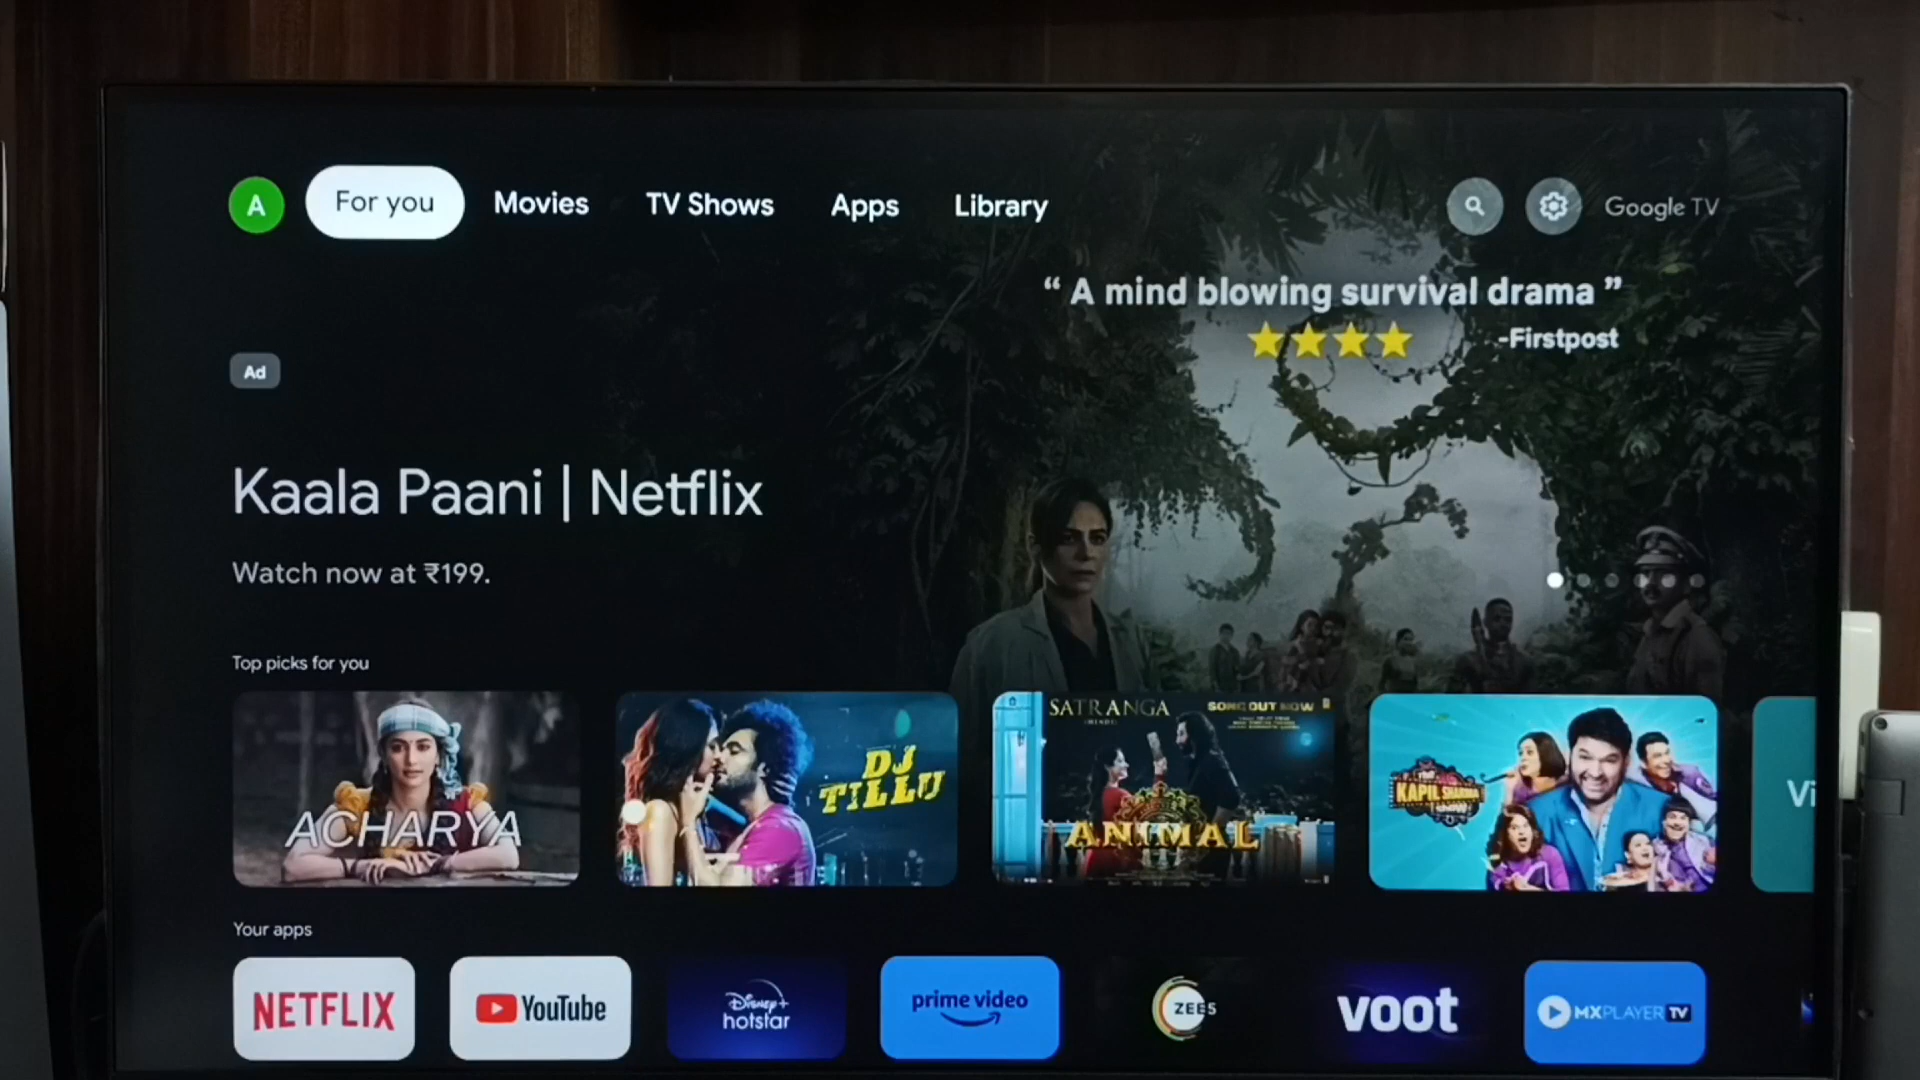 A
For you
Movies
TV Shows
Apps
Library
Google TV
“ A mind blowing survival drama ”
-Firstpost
Ad
Kaala Paani | Netflix
Watch now at ₹199.
Top picks for you
ACHARYA
DJ
TILLU
SATRANGA
SONG OUT NOW
ANIMAL
KAPIL SHARMA
Vi
Your apps
NETFLIX
YouTube
Disney+
hotstar
prime video
ZEE5
voot
MXPLAYER TV